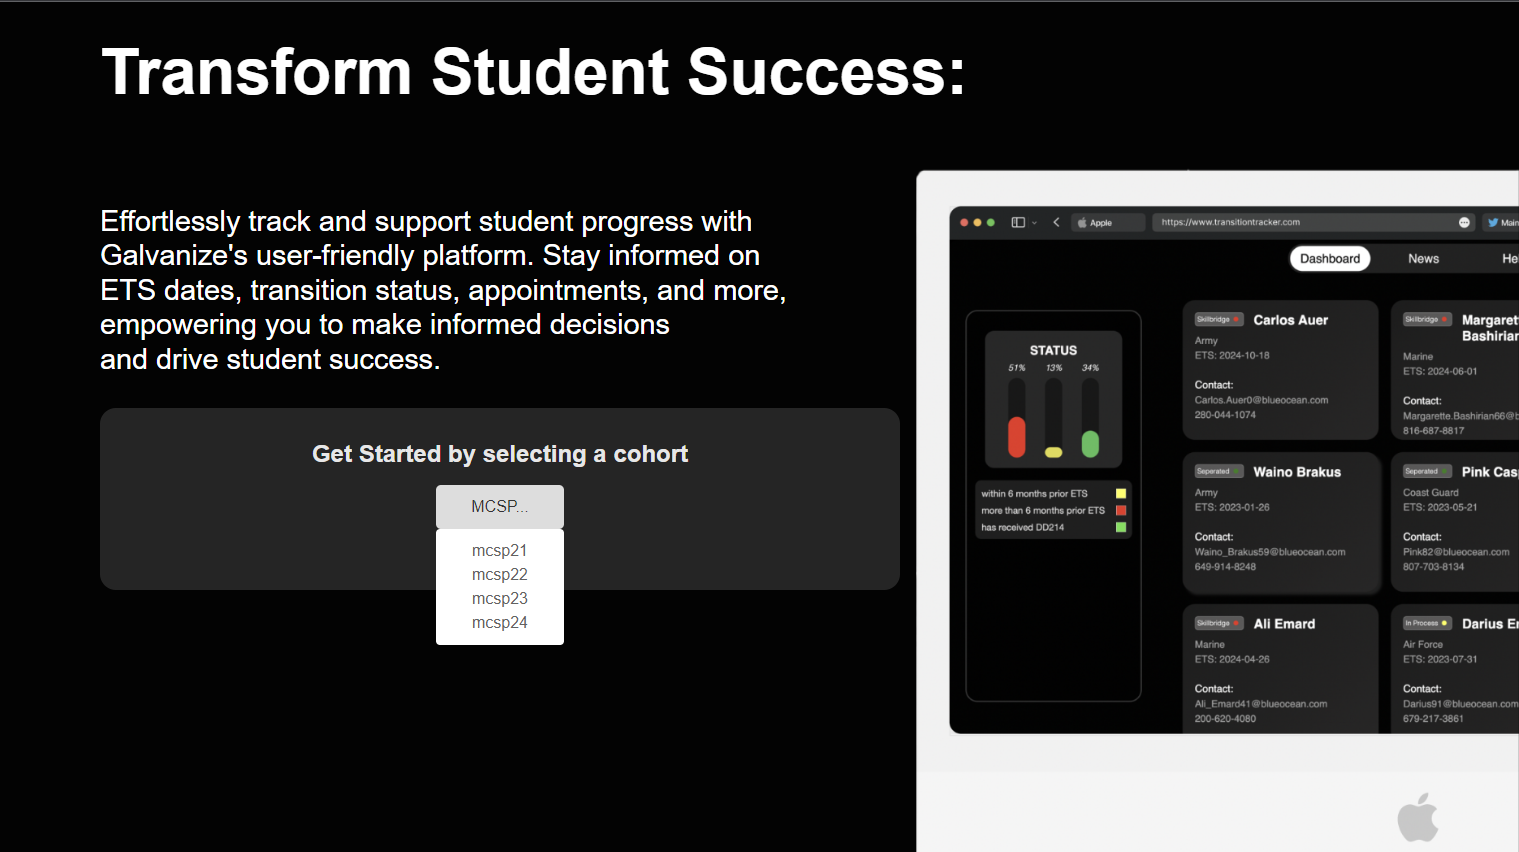 Transform Student Success:
Effortlessly track and support student progress with
Galvanize's user-friendly platform. Stay informed on
ETS dates, transition status, appointments, and more,
empowering you to make informed decisions
and drive student success.
Get Started by selecting a cohort
MCSP...
mcsp21
mcsp22
mcsp23
mcsp24
Apple
https://www.transitiontracker.com
Main
Dashboard
News
He
STATUS
51% 13% 34%
within 6 months prior ETS
more than 6 months prior ETS
has received DD214
Skillbridge Carlos Auer
Army
ETS: 2024-10-18
Contact:
Carlos.Auer0@blueocean.com
280-044-1074
Skillbridge Margaret
Bashirian
Marine
ETS: 2024-06-01
Contact:
Margarette.Bashirian66@b
816-687-8817
Seperated Waino Brakus
Army
ETS: 2023-01-26
Contact:
Waino_Brakus59@blueocean.com
649-914-8248
Seperated Pink Cas
Coast Guard
ETS: 2023-05-21
Contact:
Pink82@blueocean.com
807-703-8134
Skillbridge Ali Emard
Marine
ETS: 2024-04-26
Contact:
Ali_Emard41@blueocean.com
200-620-4080
In Process Darius E
Air Force
ETS: 2023-07-31
Contact:
Darius91@blueocean.com
679-217-3861